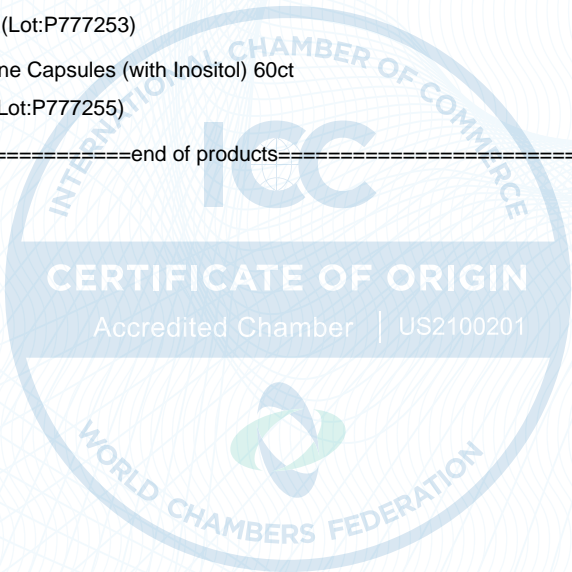 (Lot:P777253)
INTERNATIONAL CHAMBER OF COMMERCE
ne Capsules (with Inositol) 60ct
Lot:P777255)
===========end of products========================
ICC
CERTIFICATE OF ORIGIN
Accredited Chamber | US2100201
WORLD CHAMBERS FEDERATION